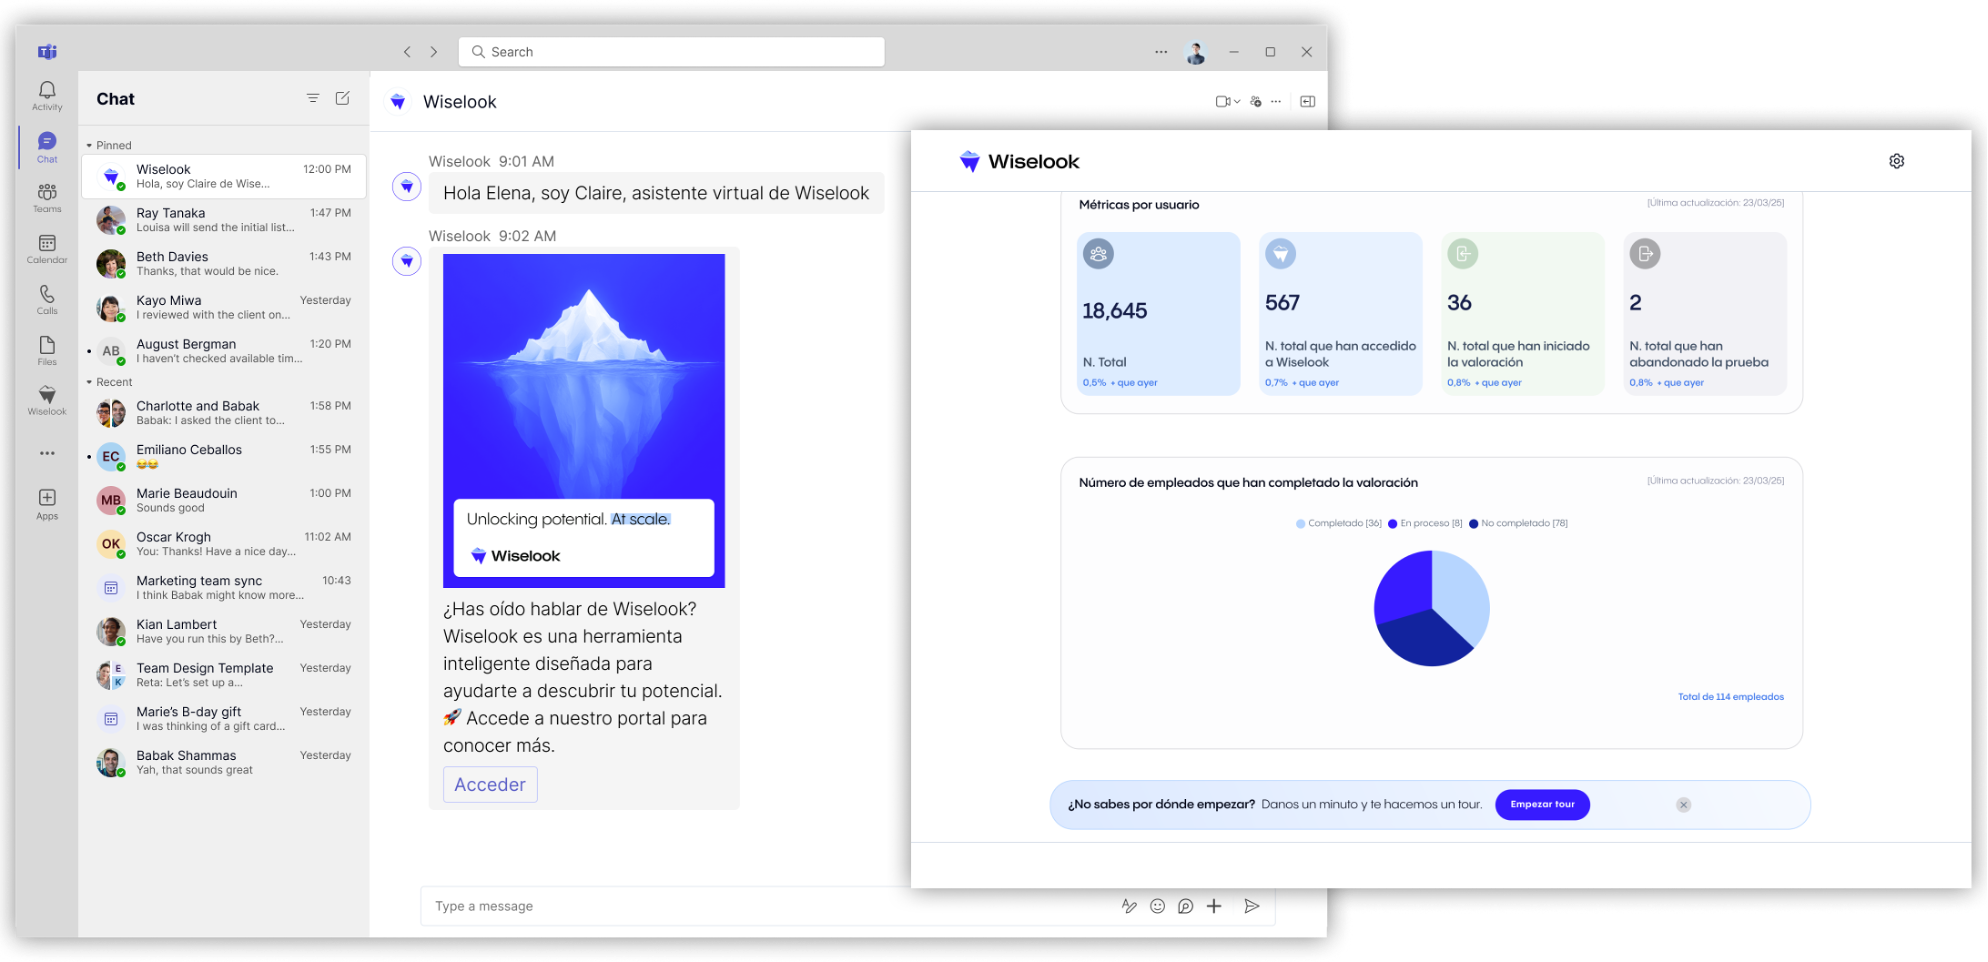 Search
Activity
Chat
Teams
Calendar
Calls
Files
Wiselook
Apps
Chat
Pinned
Wiselook 12:00 PM
Hola, soy Claire de Wise...
Ray Tanaka 1:47 PM
Louisa will send the initial list...
Beth Davies 1:43 PM
Thanks, that would be nice.
Kayo Miwa Yesterday
I reviewed with the client on...
AB
August Bergman 1:20 PM
I haven't checked available tim...
Recent
Charlotte and Babak 1:58 PM
Babak: I asked the client to...
EC
Emiliano Ceballos 1:55 PM
😂😂
MB
Marie Beaudouin 1:00 PM
Sounds good
OK
Oscar Krogh 11:02 AM
You: Thanks! Have a nice day...
Marketing team sync 10:43
I think Babak might know more...
Kian Lambert Yesterday
Have you run this by Beth?...
E
K
Team Design Template Yesterday
Reta: Let's set up a...
Marie's B-day gift Yesterday
I was thinking of a gift card...
Babak Shammas Yesterday
Yah, that sounds great
Wiselook
Wiselook 9:01 AM
Hola Elena, soy Claire, asistente virtual de Wiselook
Wiselook 9:02 AM
Unlocking potential. At scale.
Wiselook
¿Has oído hablar de Wiselook?
Wiselook es una herramienta
inteligente diseñada para
ayudarte a descubrir tu potencial.
🚀 Accede a nuestro portal para
conocer más.
Acceder
Type a message
Wiselook
Métricas por usuario [Última actualización: 23/03/25]
18,645
N. Total
0,5% + que ayer
567
N. total que han accedido
a Wiselook
0,7% + que ayer
36
N. total que han iniciado
la valoración
0,8% + que ayer
2
N. total que han
abandonado la prueba
0,8% + que ayer
Número de empleados que han completado la valoración [Última actualización: 23/03/25]
Completado [36] En proceso [8] No completado [78]
Total de 114 empleados
¿No sabes por dónde empezar? Danos un minuto y te hacemos un tour. Empezar tour